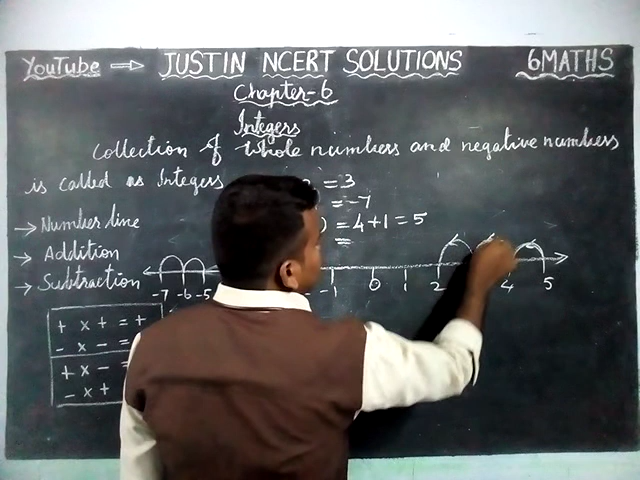 YouTube ⇒ JUSTIN NCERT SOLUTIONS 6MATHS
Chapter-6
Integers
Collection of Whole numbers and negative numbers
is called as Integers
= 3
= -7
) = 4+1 = 5
→ Number line
→ Addition
→ Subtraction
-7 -6 -5 -1 0 1 2 4 5
+ x + = +
- x - =
+ x - =
- x +